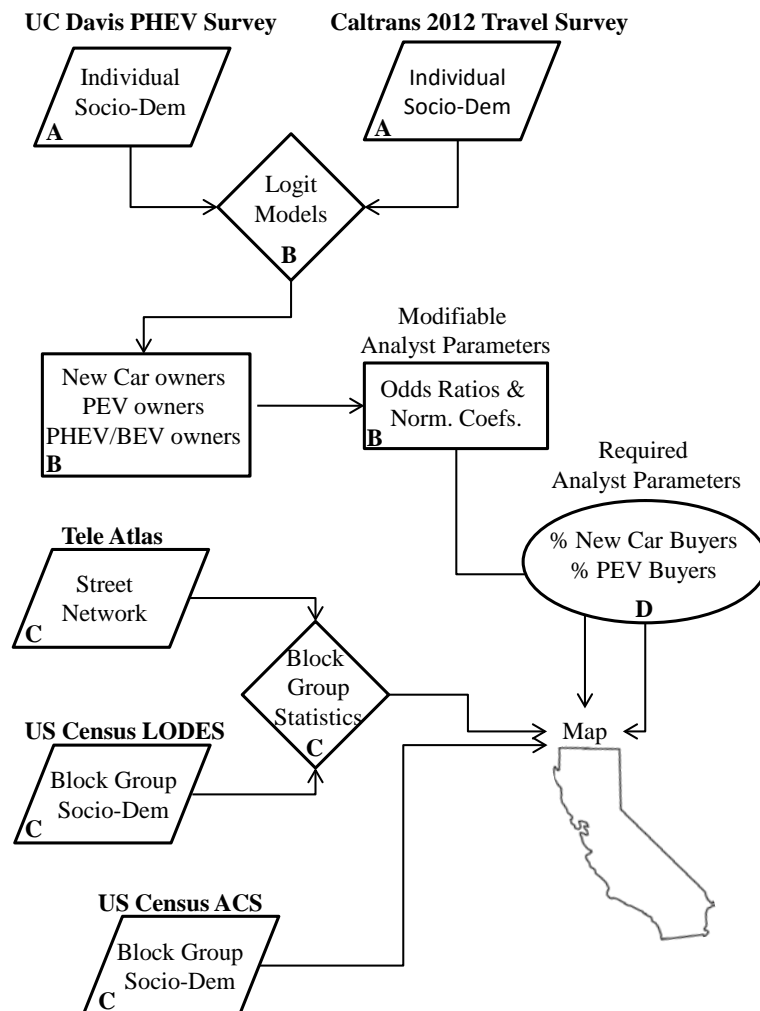 UC Davis PHEV Survey
Caltrans 2012 Travel Survey
Individual
Socio-Dem
A
Individual
Socio-Dem
A
Logit
Models
B
New Car owners
PEV owners
PHEV/BEV owners
B
Modifiable
Analyst Parameters
Odds Ratios &
Norm. Coefs.
B
Required
Analyst Parameters
% New Car Buyers
% PEV Buyers
D
Tele Atlas
Street
Network
C
Block
Group
Statistics
C
US Census LODES
Block Group
Socio-Dem
C
Map
US Census ACS
Block Group
Socio-Dem
C